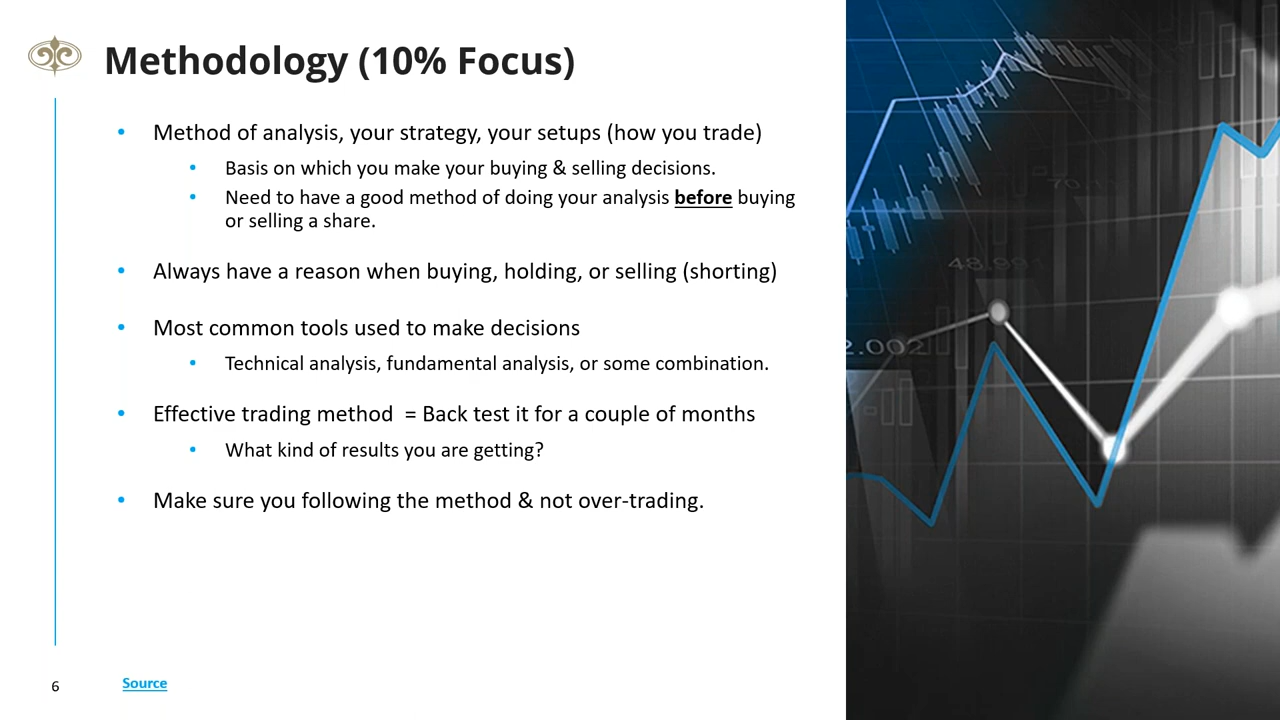 Methodology (10% Focus)
• Method of analysis, your strategy, your setups (how you trade)
• Basis on which you make your buying & selling decisions.
• Need to have a good method of doing your analysis before buying
or selling a share.
• Always have a reason when buying, holding, or selling (shorting)
• Most common tools used to make decisions
• Technical analysis, fundamental analysis, or some combination.
• Effective trading method  = Back test it for a couple of months
• What kind of results you are getting?
• Make sure you following the method & not over-trading.
2.002
6
Source